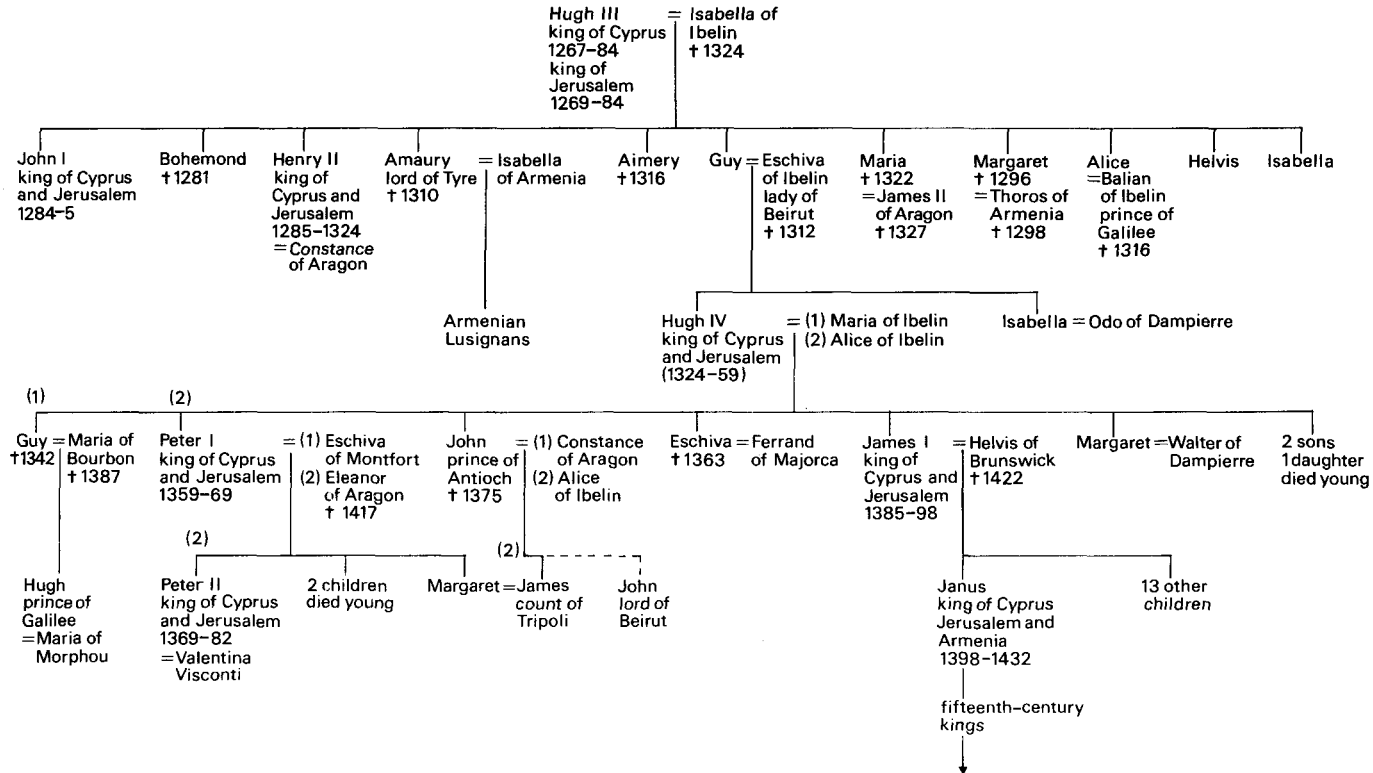 Hugh III = Isabella of
king of Cyprus Ibelin
1267–84 † 1324
king of
Jerusalem
1269–84
John I
king of Cyprus
and Jerusalem
1284–5
Bohemond
† 1281
Henry II
king of
Cyprus and
Jerusalem
1285–1324
= Constance
of Aragon
Amaury = Isabella
lord of Tyre of Armenia
† 1310
Aimery
† 1316
Guy = Eschiva
of Ibelin
lady of
Beirut
† 1312
Maria
† 1322
= James II
of Aragon
† 1327
Margaret
† 1296
= Thoros of
Armenia
† 1298
Alice
= Balian
of Ibelin
prince of
Galilee
† 1316
Helvis
Isabella
Armenian
Lusignans
Hugh IV = (1) Maria of Ibelin
king of Cyprus (2) Alice of Ibelin
and Jerusalem
(1324–59)
Isabella = Odo of Dampierre
(1)
Guy = Maria of
†1342 Bourbon
† 1387
(2)
Peter I = (1) Eschiva
king of Cyprus of Montfort
and Jerusalem (2) Eleanor
1359–69 of Aragon
† 1417
John = (1) Constance
prince of of Aragon
Antioch (2) Alice
† 1375 of Ibelin
Eschiva = Ferrand
† 1363 of Majorca
James I = Helvis of
king of Brunswick
Cyprus and † 1422
Jerusalem
1385–98
Margaret = Walter of
Dampierre
2 sons
1 daughter
died young
Hugh
prince of
Galilee
= Maria of
Morphou
(2)
Peter II
king of Cyprus
and Jerusalem
1369–82
= Valentina
Visconti
2 children
died young
(2)
Margaret = James
count of
Tripoli
John
lord of
Beirut
Janus
king of Cyprus
Jerusalem and
Armenia
1398–1432
13 other
children
fifteenth-century
kings